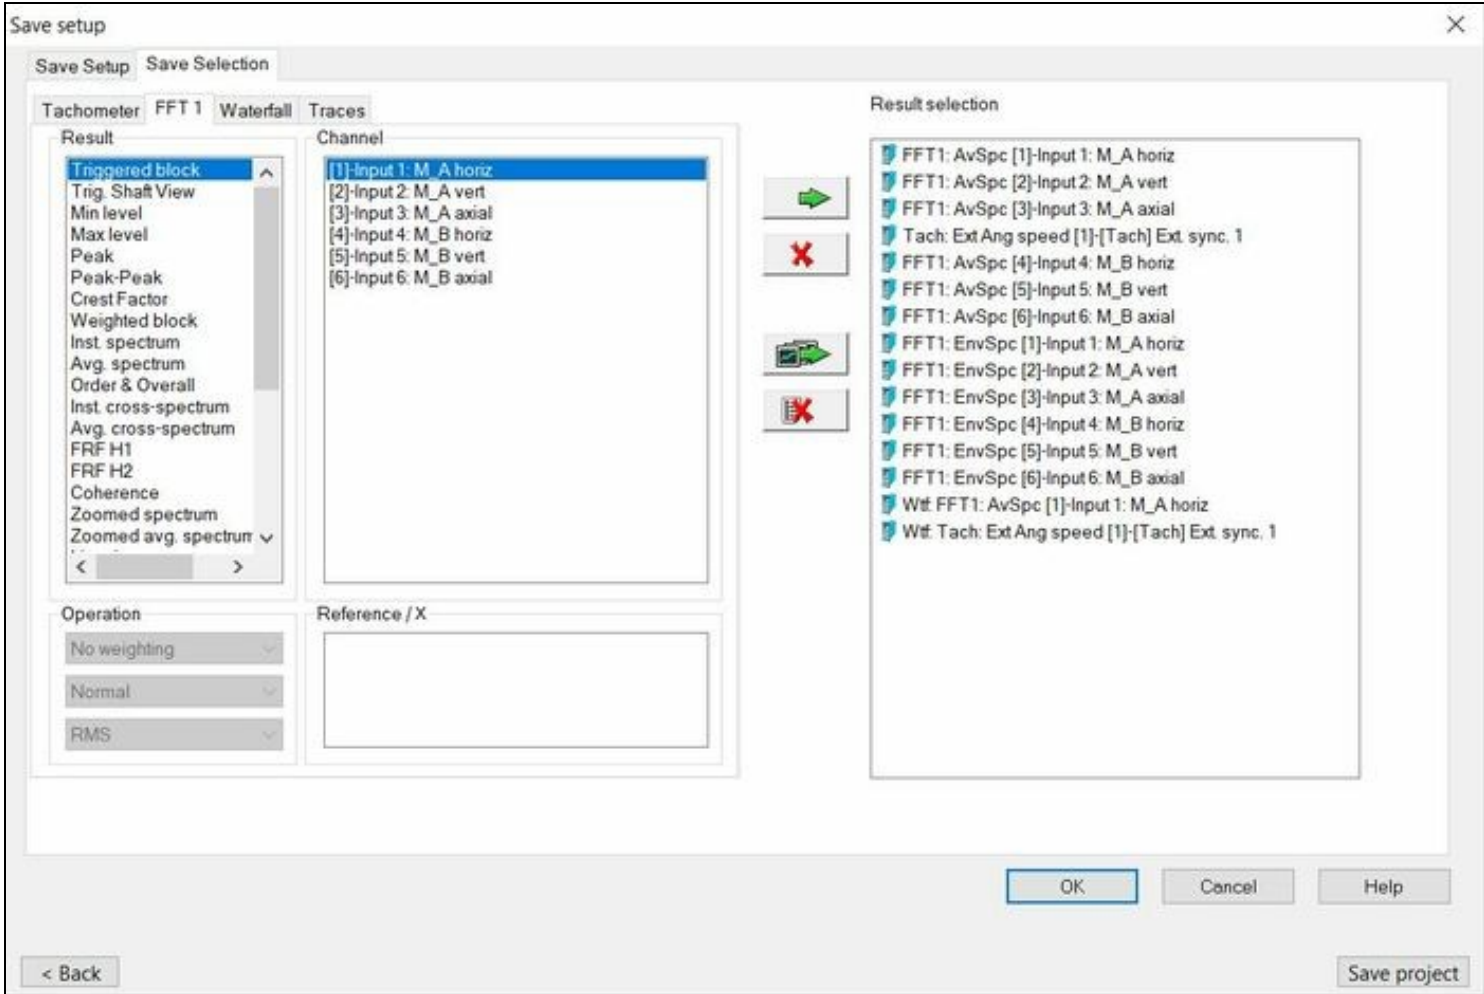 Save setup
Save Setup Save Selection
Tachometer FFT 1 Waterfall Traces
Result
Triggered block
Trig. Shaft View
Min level
Max level
Peak
Peak-Peak
Crest Factor
Weighted block
Inst. spectrum
Avg. spectrum
Order & Overall
Inst. cross-spectrum
Avg. cross-spectrum
FRF H1
FRF H2
Coherence
Zoomed spectrum
Zoomed avg. spectrum
Channel
[1]-Input 1: M_A horiz
[2]-Input 2: M_A vert
[3]-Input 3: M_A axial
[4]-Input 4: M_B horiz
[5]-Input 5: M_B vert
[6]-Input 6: M_B axial
Operation
No weighting
Normal
RMS
Reference / X
Result selection
FFT1: AvSpc [1]-Input 1: M_A horiz
FFT1: AvSpc [2]-Input 2: M_A vert
FFT1: AvSpc [3]-Input 3: M_A axial
Tach: Ext Ang speed [1]-[Tach] Ext. sync. 1
FFT1: AvSpc [4]-Input 4: M_B horiz
FFT1: AvSpc [5]-Input 5: M_B vert
FFT1: AvSpc [6]-Input 6: M_B axial
FFT1: EnvSpc [1]-Input 1: M_A horiz
FFT1: EnvSpc [2]-Input 2: M_A vert
FFT1: EnvSpc [3]-Input 3: M_A axial
FFT1: EnvSpc [4]-Input 4: M_B horiz
FFT1: EnvSpc [5]-Input 5: M_B vert
FFT1: EnvSpc [6]-Input 6: M_B axial
Wtf: FFT1: AvSpc [1]-Input 1: M_A horiz
Wtf: Tach: Ext Ang speed [1]-[Tach] Ext. sync. 1
OK Cancel Help
< Back Save project